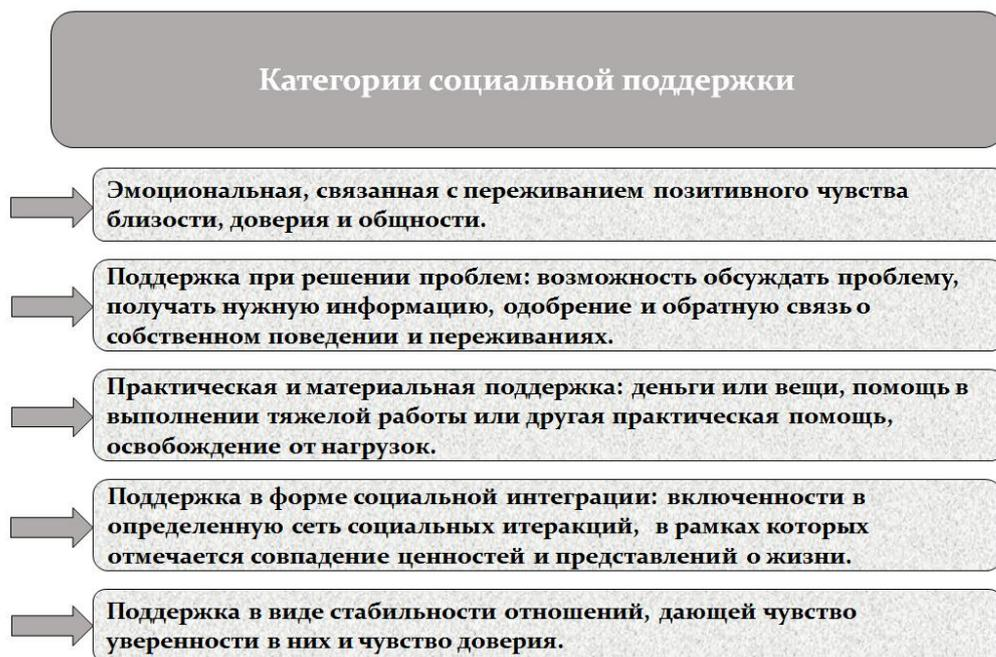 Категории социальной поддержки
Эмоциональная, связанная с переживанием позитивного чувства
близости, доверия и общности.
Поддержка при решении проблем: возможность обсуждать проблему,
получать нужную информацию, одобрение и обратную связь о
собственном поведении и переживаниях.
Практическая и материальная поддержка: деньги или вещи, помощь в
выполнении тяжелой работы или другая практическая помощь,
освобождение от нагрузок.
Поддержка в форме социальной интеграции: включенности в
определенную сеть социальных итеракций, в рамках которых
отмечается совпадение ценностей и представлений о жизни.
Поддержка в виде стабильности отношений, дающей чувство
уверенности в них и чувство доверия.